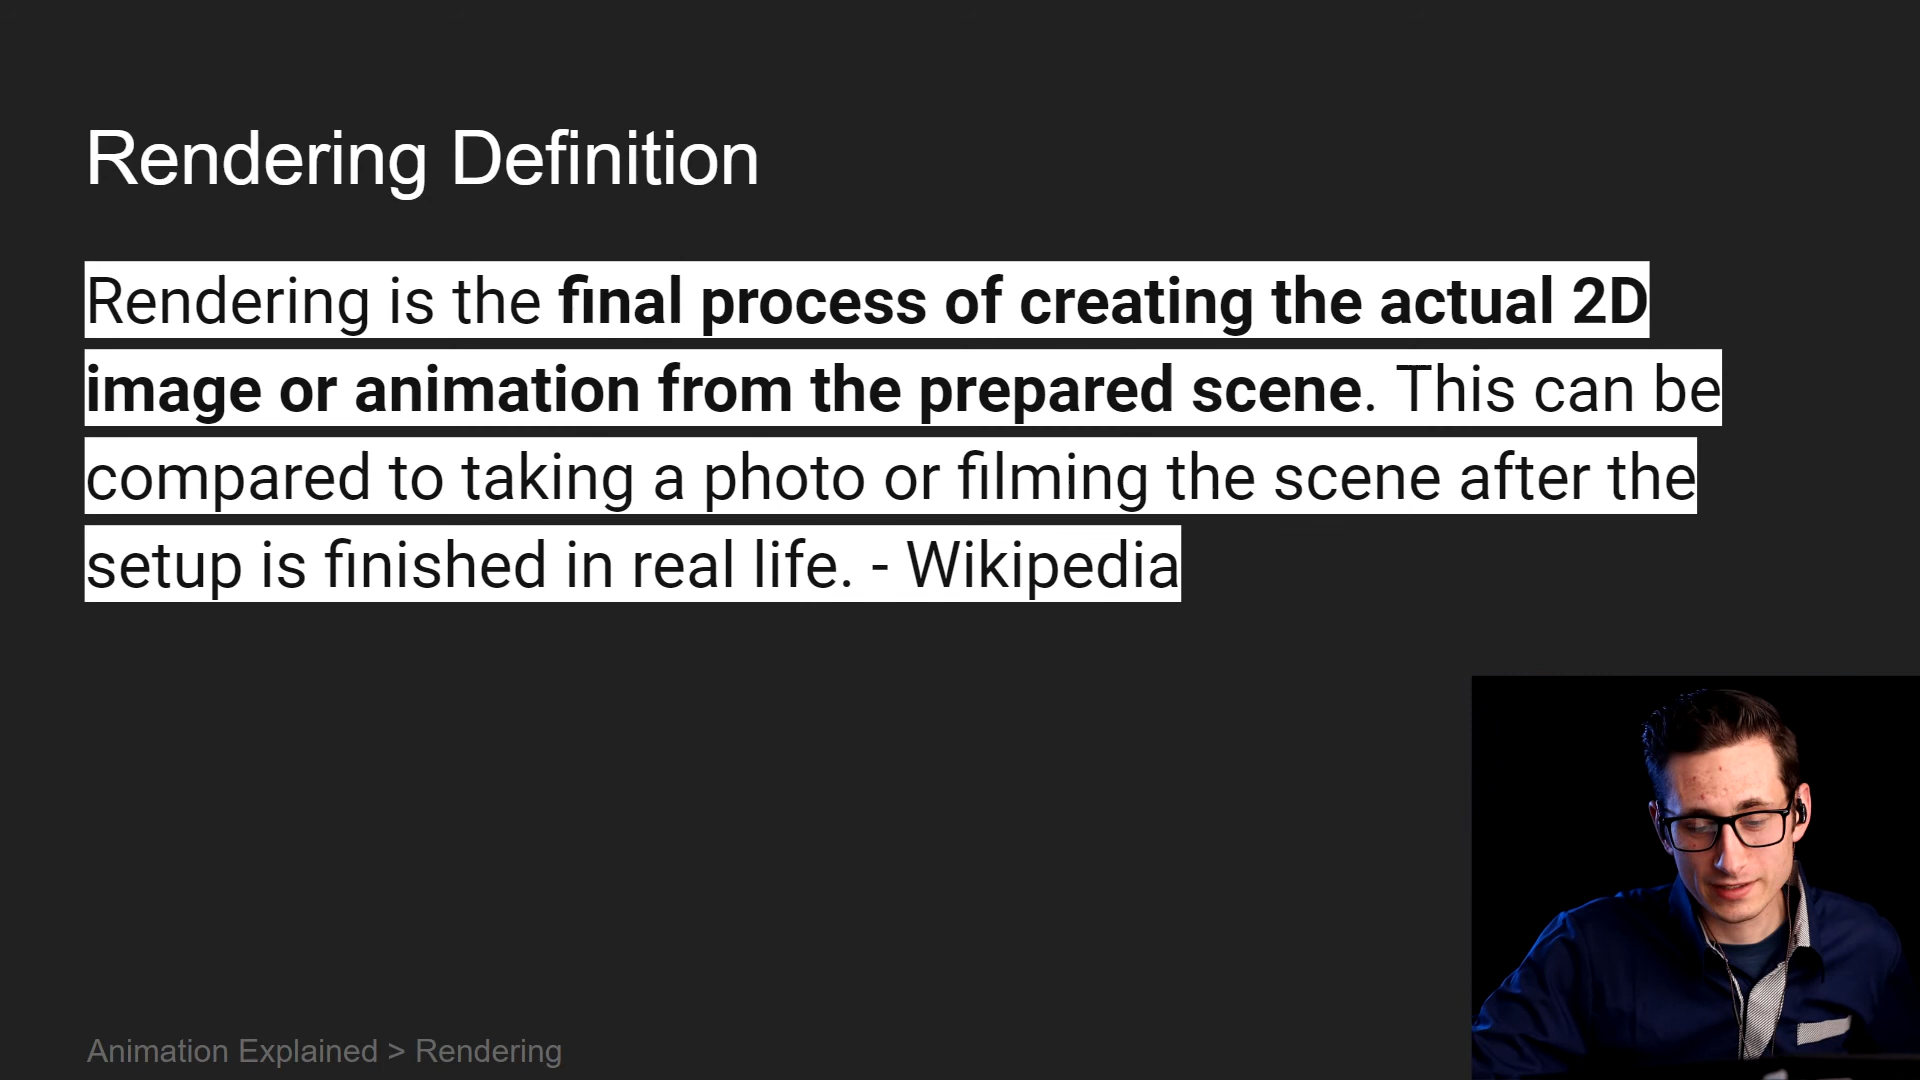 Rendering Definition
Rendering is the final process of creating the actual 2D
image or animation from the prepared scene. This can be
compared to taking a photo or filming the scene after the
setup is finished in real life. - Wikipedia
Animation Explained > Rendering